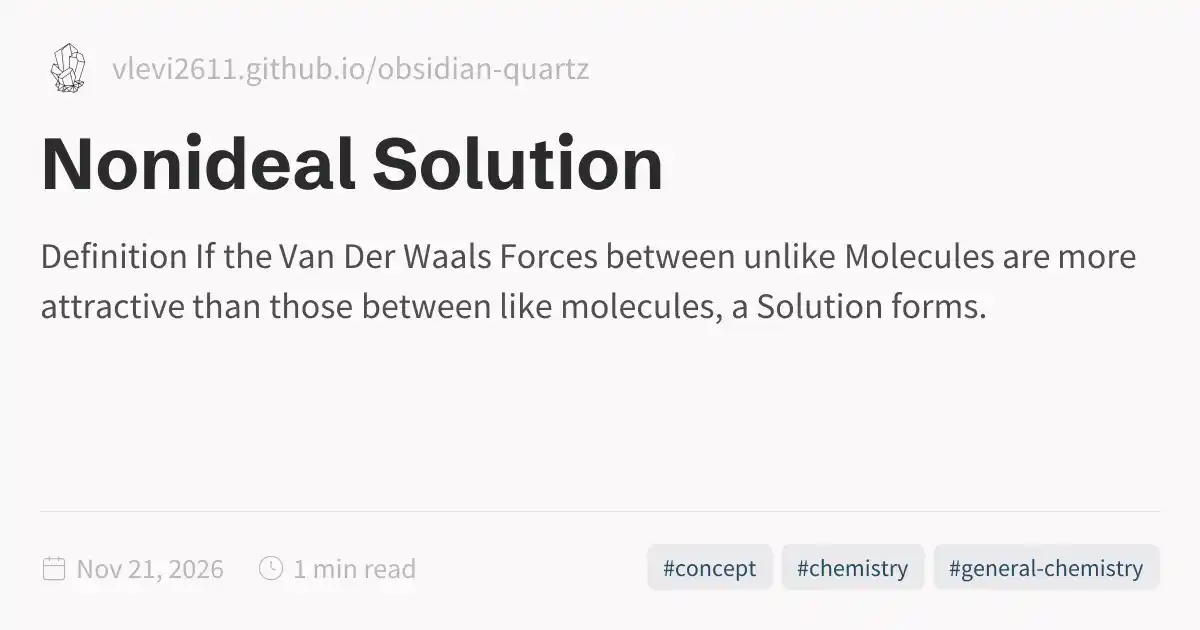 vlevi2611.github.io/obsidian-quartz
Nonideal Solution
Definition If the Van Der Waals Forces between unlike Molecules are more
attractive than those between like molecules, a Solution forms.
Nov 21, 2026 1 min read #concept #chemistry #general-chemistry